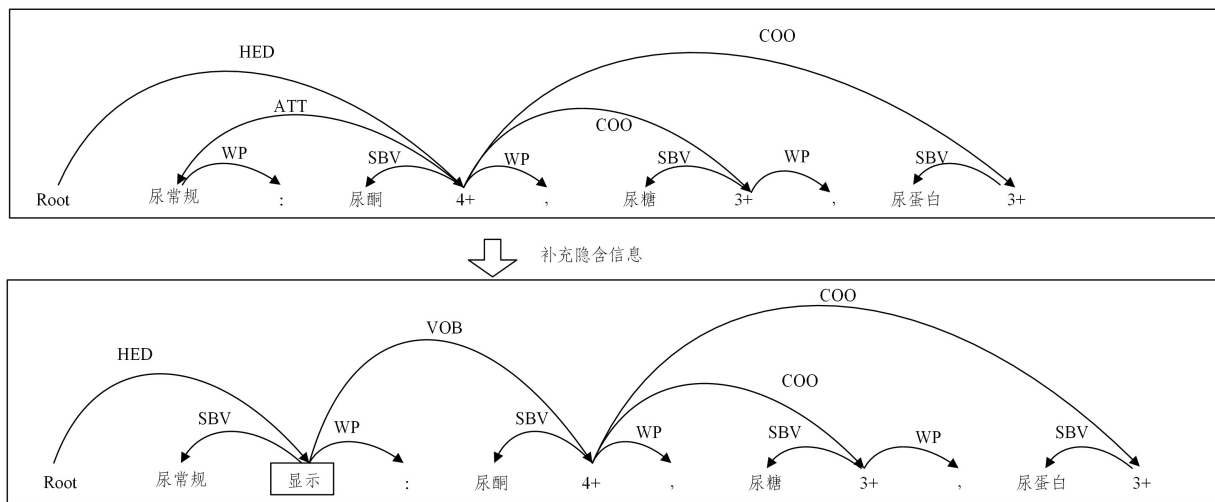 COO
HED
ATT
COO
WP SBV WP SBV WP SBV
Root 尿常规 : 尿酮 4+ , 尿糖 3+ , 尿蛋白 3+
补充隐含信息
COO
VOB
HED
COO
SBV WP SBV WP SBV WP SBV
Root 尿常规 显示 : 尿酮 4+ , 尿糖 3+ , 尿蛋白 3+